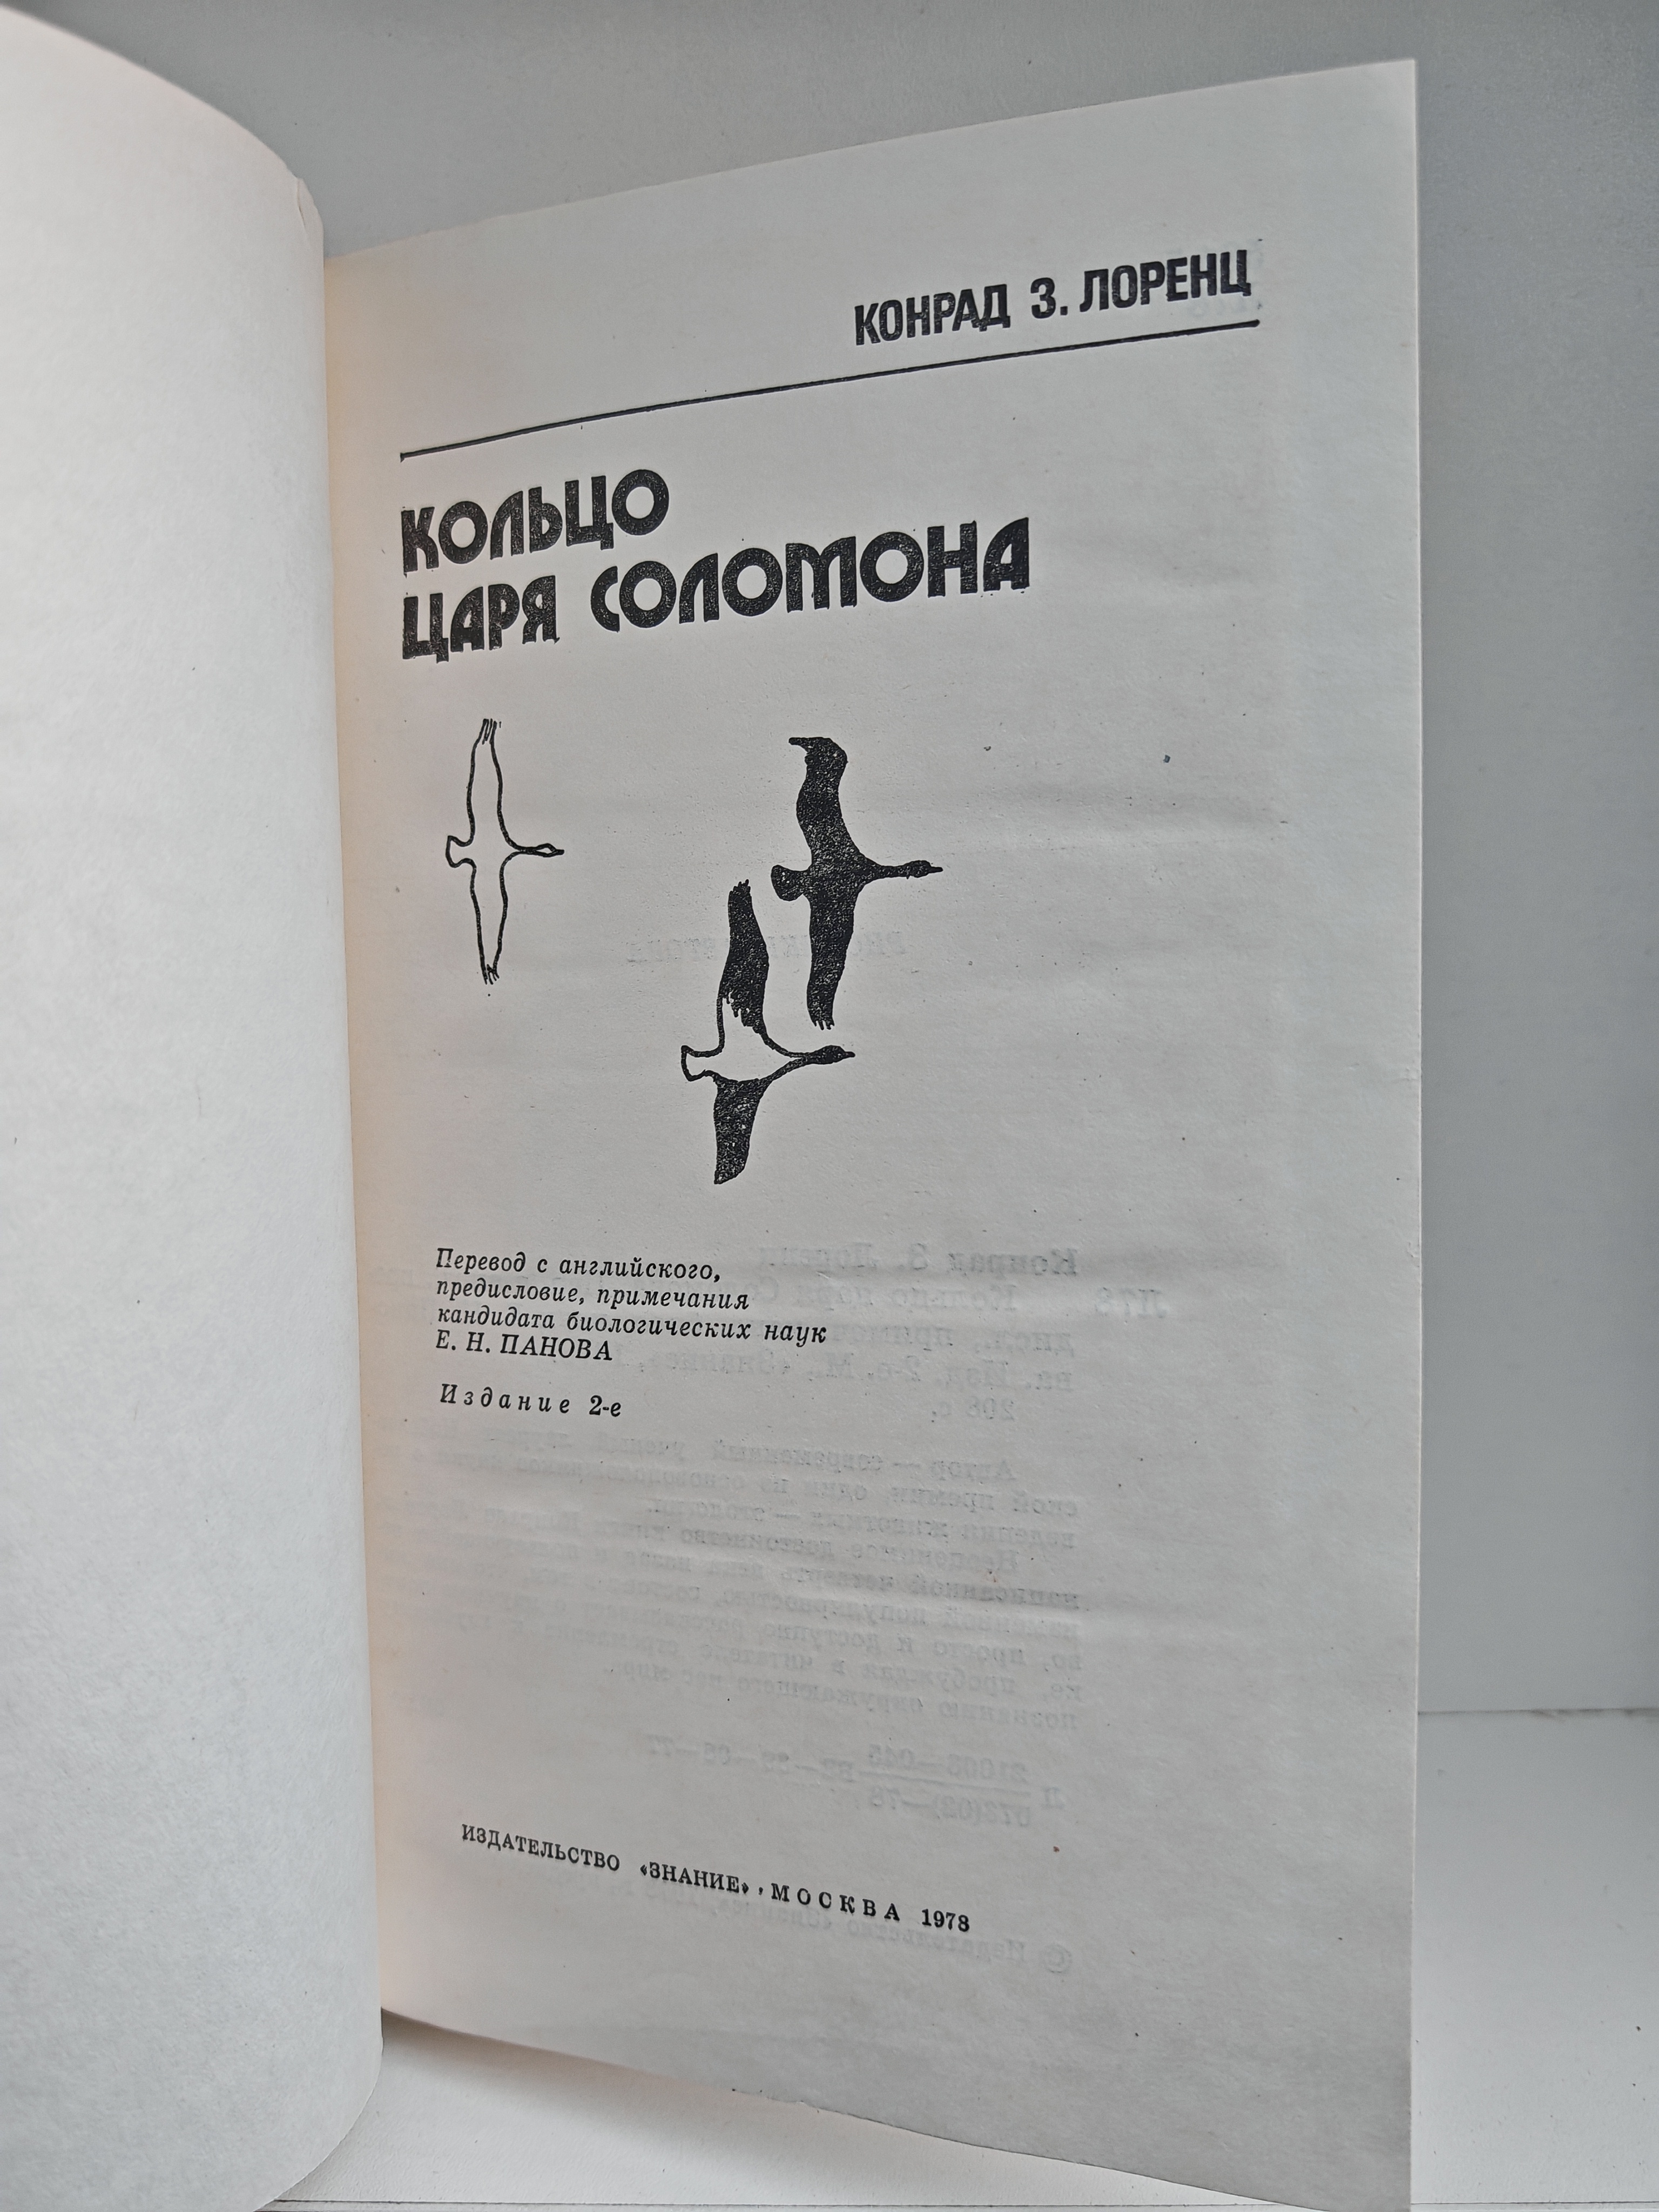 КОНРАД З. ЛОРЕНЦ
КОЛЬЦО
ЦАРЯ СОЛОМОНА
Перевод с английского,
предисловие, примечания
кандидата биологических наук
Е. Н. ПАНОВА
Издание 2-е
ИЗДАТЕЛЬСТВО «ЗНАНИЕ», МОСКВА 1978